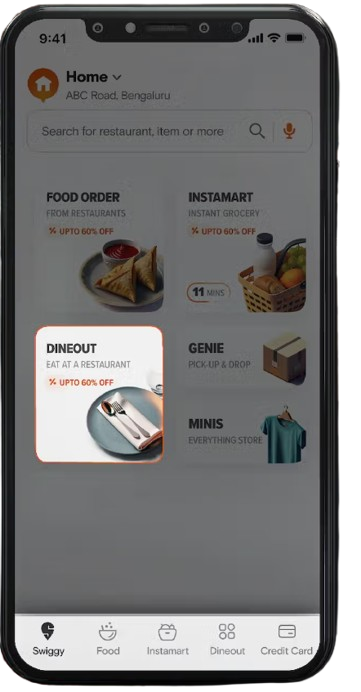 9:41
Home
ABC Road, Bengaluru
Search for restaurant, item or more
FOOD ORDER
FROM RESTAURANTS
UPTO 60% OFF
INSTAMART
INSTANT GROCERY
UPTO 60% OFF
11 MINS
DINEOUT
EAT AT A RESTAURANT
UPTO 60% OFF
GENIE
PICK-UP & DROP
MINIS
EVERYTHING STORE
Swiggy
Food
Instamart
Dineout
Credit Card